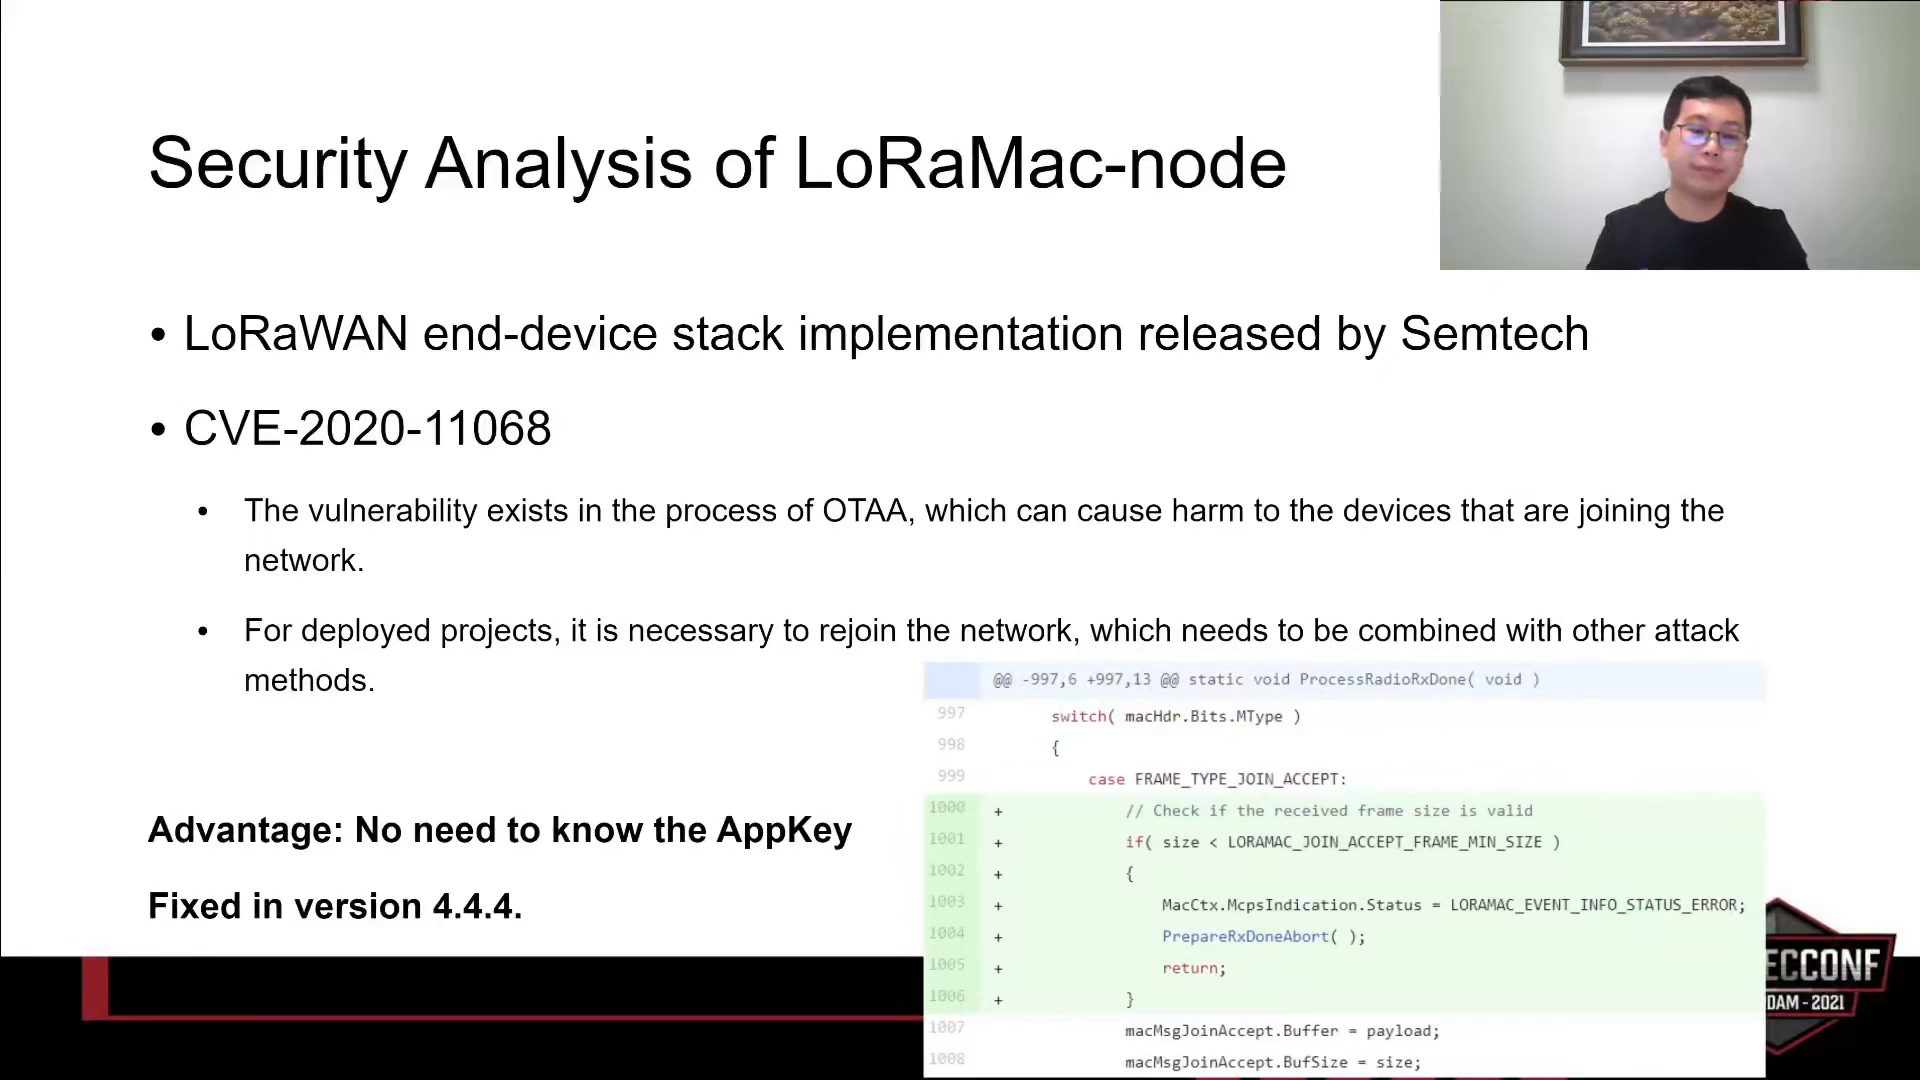 Security Analysis of LoRaMac-node
• LoRaWAN end-device stack implementation released by Semtech
• CVE-2020-11068
• The vulnerability exists in the process of OTAA, which can cause harm to the devices that are joining the
network.
• For deployed projects, it is necessary to rejoin the network, which needs to be combined with other attack
methods.
Advantage: No need to know the AppKey
Fixed in version 4.4.4.
@@ -997,6 +997,13 @@ static void ProcessRadioRxDone( void )
997 switch( macHdr.Bits.MType )
998 {
999 case FRAME_TYPE_JOIN_ACCEPT:
1000 + // Check if the received frame size is valid
1001 + if( size < LORAMAC_JOIN_ACCEPT_FRAME_MIN_SIZE )
1002 + {
1003 + MacCtx.McpsIndication.Status = LORAMAC_EVENT_INFO_STATUS_ERROR;
1004 + PrepareRxDoneAbort( );
1005 + return;
1006 + }
1007 macMsgJoinAccept.Buffer = payload;
1008 macMsgJoinAccept.BufSize = size;
ECCONF
DAM - 2021